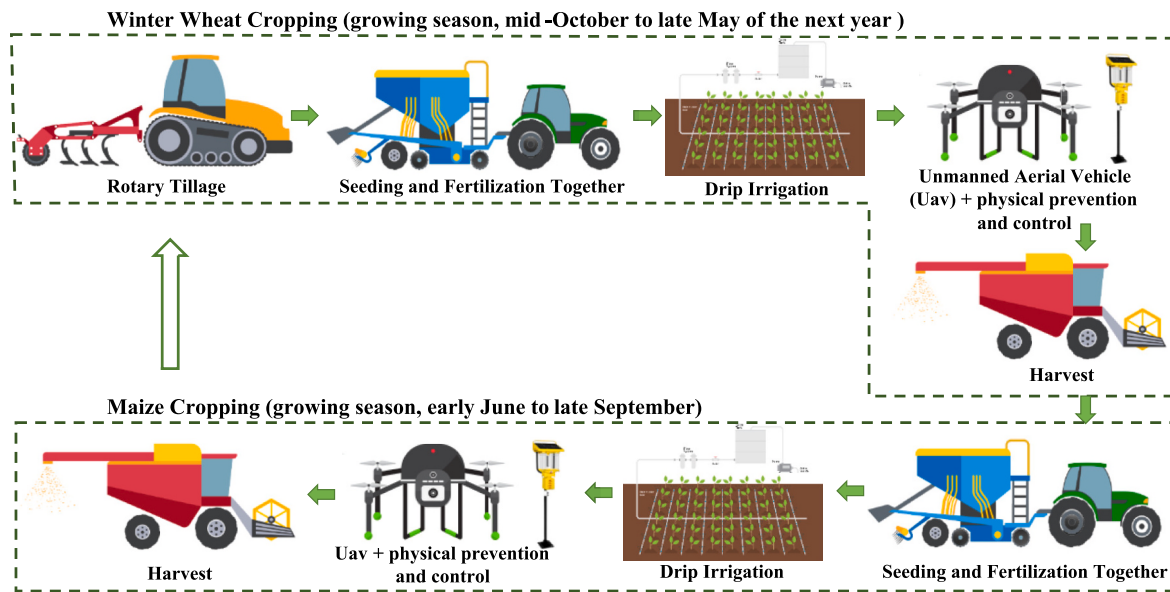 Winter Wheat Cropping (growing season, mid-October to late May of the next year )
Rotary Tillage
Seeding and Fertilization Together
Drip Irrigation
Unmanned Aerial Vehicle
(Uav) + physical prevention
and control
Harvest
Maize Cropping (growing season, early June to late September)
Harvest
Uav + physical prevention
and control
Drip Irrigation
Seeding and Fertilization Together